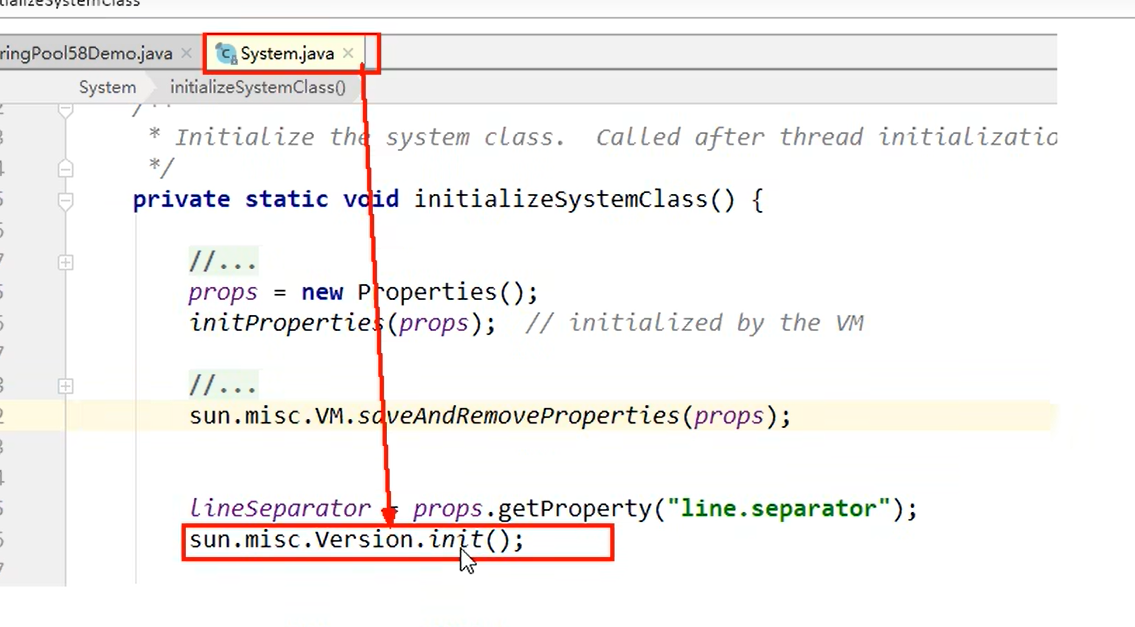 ringPool58Demo.java × System.java ×
System initializeSystemClass()
* Initialize the system class. Called after thread initializatio
*/
private static void initializeSystemClass() {
//...
props = new Properties();
initProperties(props); // initialized by the VM
//...
sun.misc.VM.saveAndRemoveProperties(props);
lineSeparator = props.getProperty("line.separator");
sun.misc.Version.init();